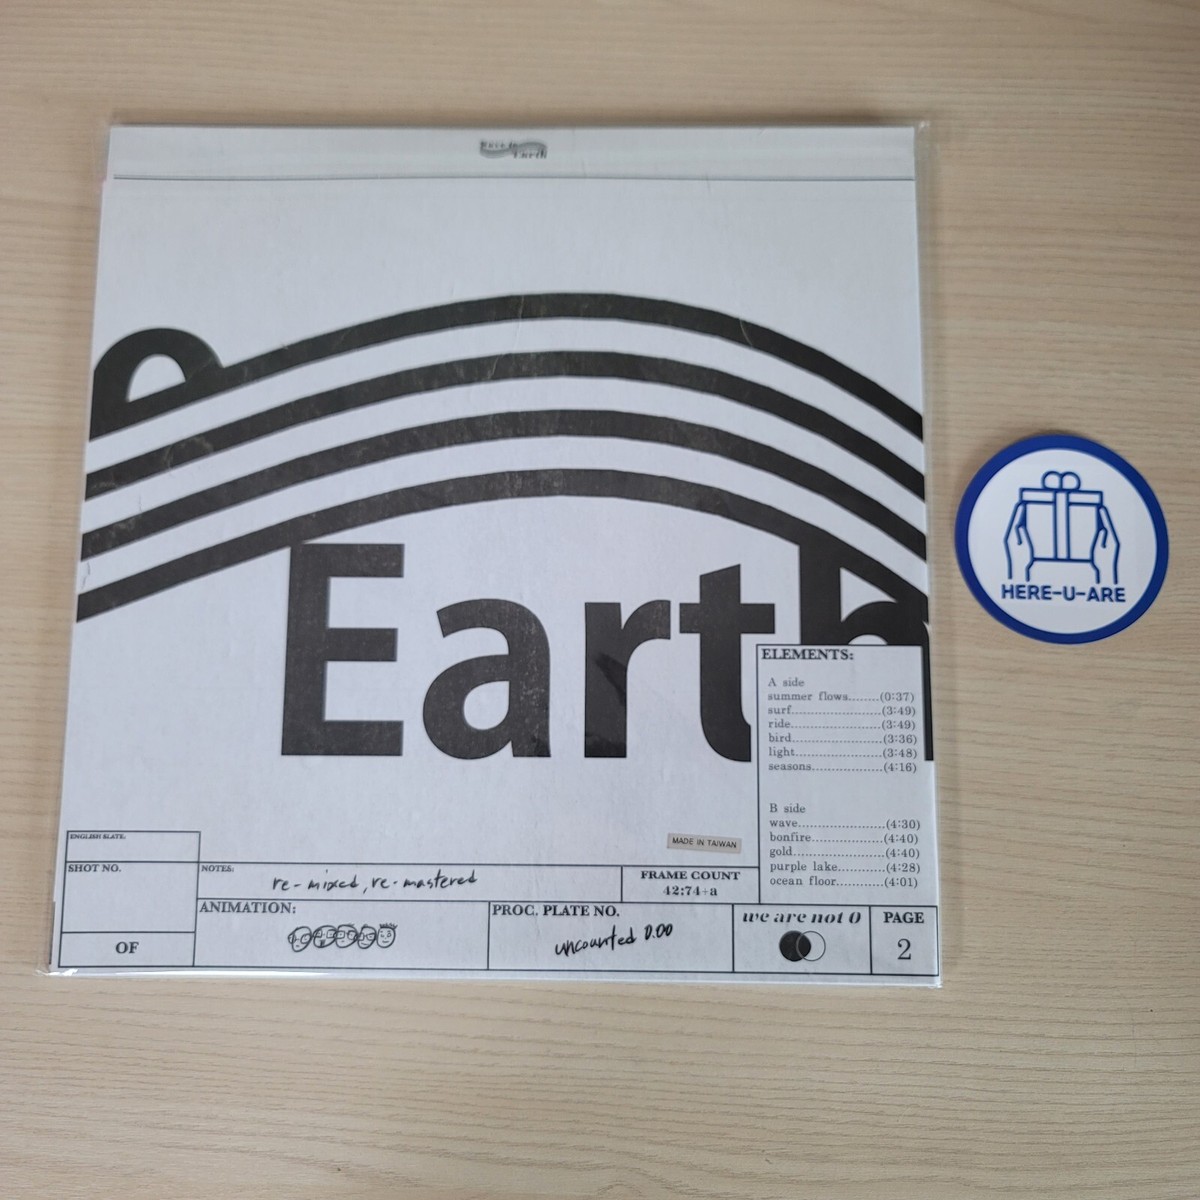 Earth
Earth
HERE-U-ARE
ELEMENTS:
A side
summer flows........(0:37)
surf..........................(3:49)
ride..........................(3:49)
bird..........................(3:36)
light.........................(3:48)
seasons................(4:16)
B side
wave......................(4:30)
bonfire..................(4:40)
gold.......................(4:40)
purple lake...........(4:28)
ocean floor...........(4:01)
MADE IN TAIWAN
ENGLISH SLATE:
SHOT NO.
OF
NOTES:
re-mixed, re-mastered
FRAME COUNT
42:74+a
ANIMATION:
PROC. PLATE NO.
uncounted 0.00
we are not 0
PAGE
2